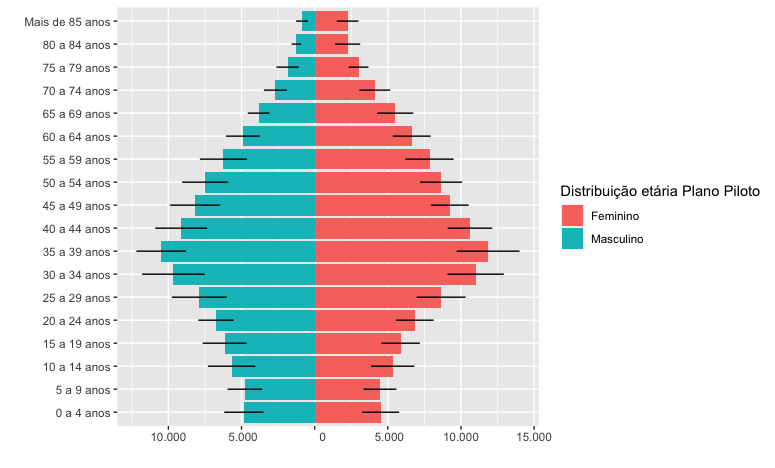 Mais de 85 anos
80 a 84 anos
75 a 79 anos
70 a 74 anos
65 a 69 anos
60 a 64 anos
55 a 59 anos
50 a 54 anos
45 a 49 anos
40 a 44 anos
35 a 39 anos
30 a 34 anos
25 a 29 anos
20 a 24 anos
15 a 19 anos
10 a 14 anos
5 a 9 anos
0 a 4 anos
10.000 5.000 0 5.000 10.000 15.000
Distribuição etária Plano Piloto
Feminino
Masculino